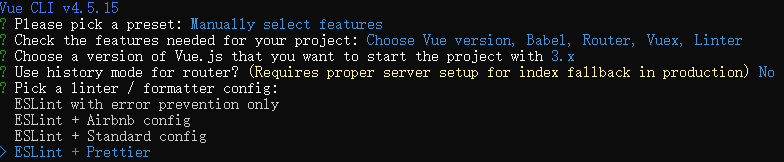 Vue CLI v4.5.15
? Please pick a preset: Manually select features
? Check the features needed for your project: Choose Vue version, Babel, Router, Vuex, Linter
? Choose a version of Vue.js that you want to start the project with 3.x
? Use history mode for router? (Requires proper server setup for index fallback in production) No
? Pick a linter / formatter config:
  ESLint with error prevention only
  ESLint + Airbnb config
  ESLint + Standard config
> ESLint + Prettier